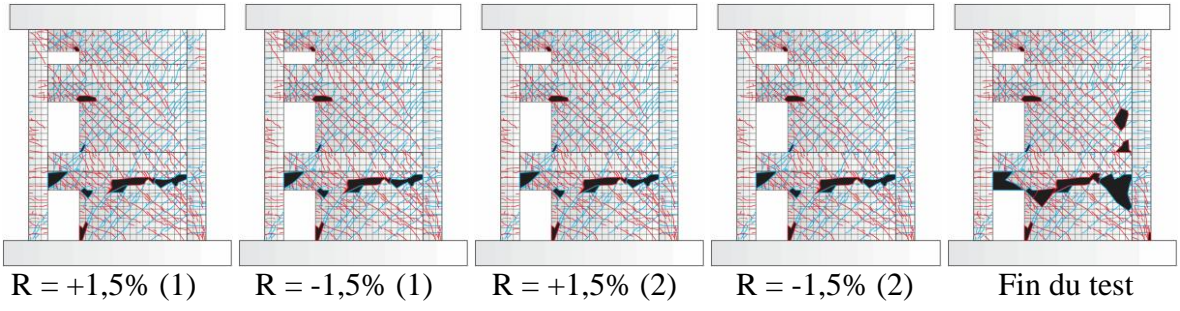 R = +1,5% (1) R = -1,5% (1) R = +1,5% (2) R = -1,5% (2) Fin du test